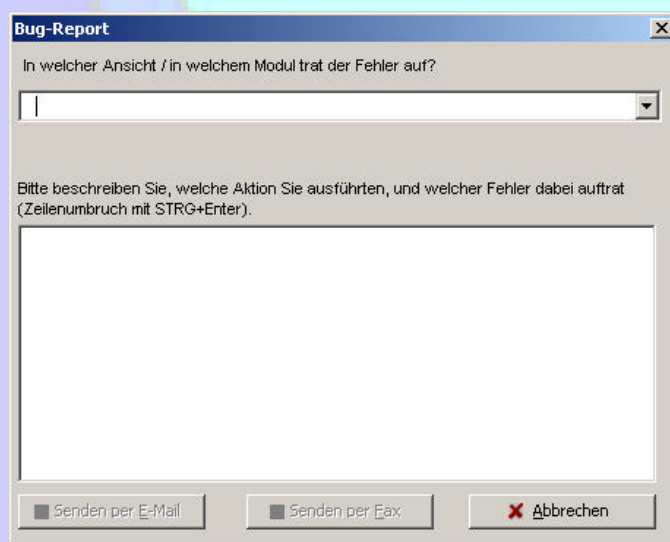 Bug-Report
In welcher Ansicht / in welchem Modul trat der Fehler auf?
Bitte beschreiben Sie, welche Aktion Sie ausführten, und welcher Fehler dabei auftrat
(Zeilenumbruch mit STRG+Enter).
Senden per E-Mail
Senden per Fax
Abbrechen